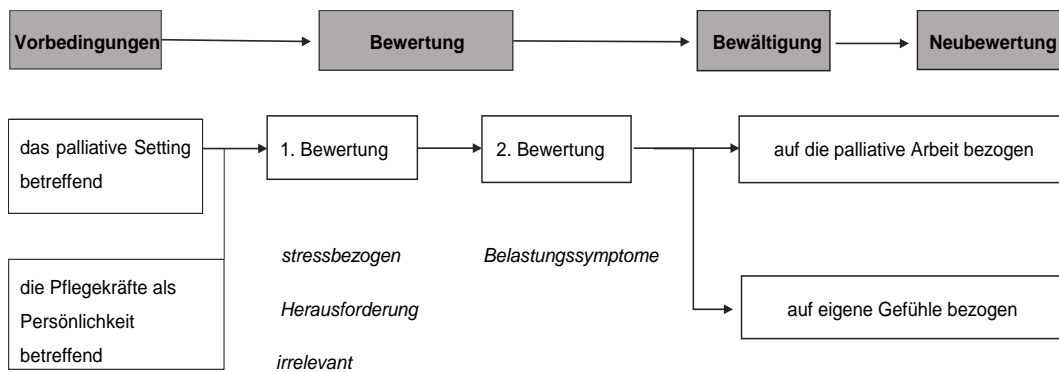 Vorbedingungen
Bewertung
Bewältigung
Neubewertung
das palliative Setting
betreffend
1. Bewertung
2. Bewertung
auf die palliative Arbeit bezogen
die Pflegekräfte als
Persönlichkeit
betreffend
stressbezogen
Herausforderung
irrelevant
Belastungssymptome
auf eigene Gefühle bezogen